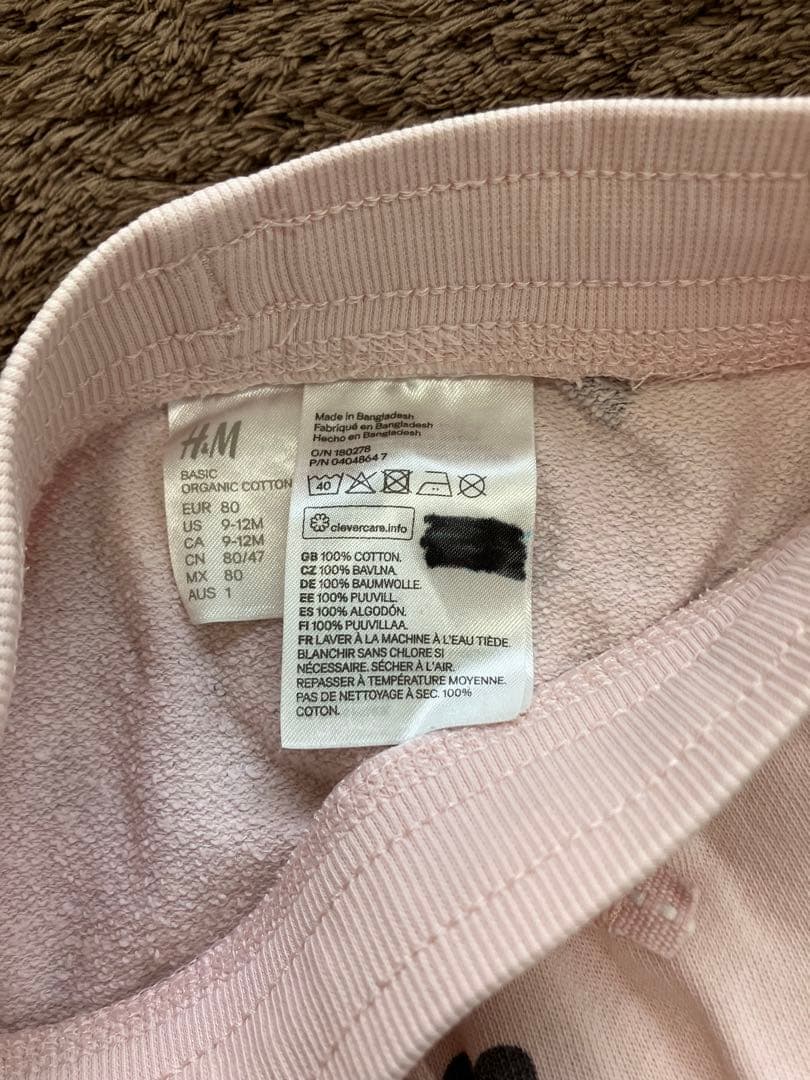 H&M
BASIC
ORGANIC COTTON
EUR 80
US 9-12M
CA 9-12M
CN 80/47
MX 80
AUS 1
Made in Bangladesh
Fabriqué en Bangladesh
Hecho en Bangladesh
O/N 180278
P/N 0404864 7
40
clevercare.info
GB 100% COTTON.
CZ 100% BAVLNA.
DE 100% BAUMWOLLE.
EE 100% PUUVILL.
ES 100% ALGODÓN.
FI 100% PUUVILLAA.
FR LAVER À LA MACHINE À L'EAU TIÈDE.
BLANCHIR SANS CHLORE SI
NÉCESSAIRE. SÉCHER À L'AIR.
REPASSER À TEMPÉRATURE MOYENNE.
PAS DE NETTOYAGE À SEC. 100%
COTON.